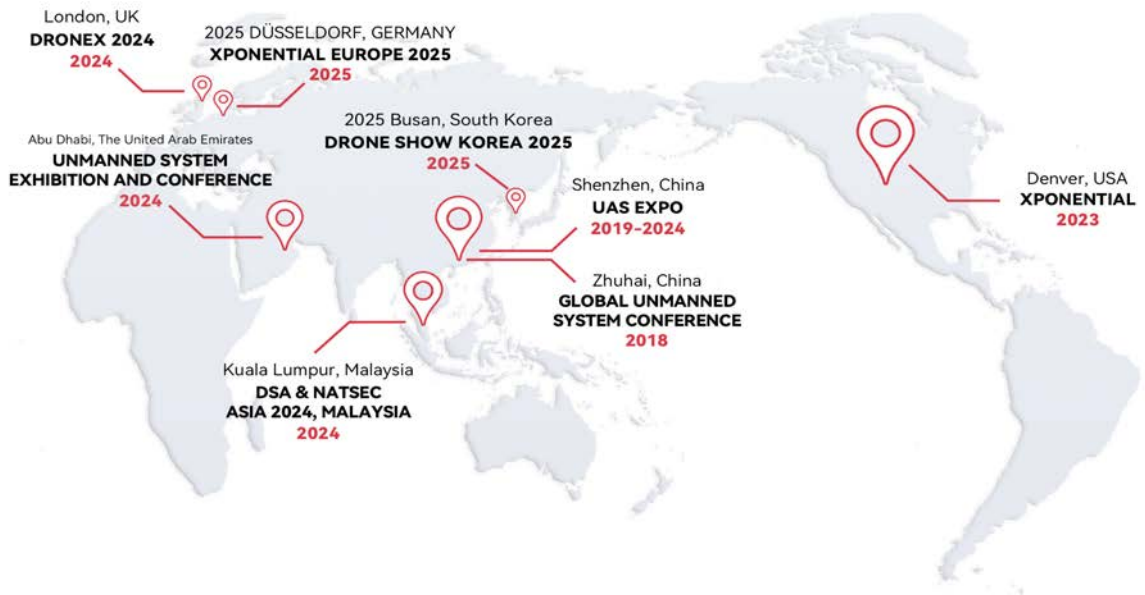 London, UK
DRONEX 2024
2024
2025 DÜSSELDORF, GERMANY
XPONENTIAL EUROPE 2025
2025
Abu Dhabi, The United Arab Emirates
UNMANNED SYSTEM
EXHIBITION AND CONFERENCE
2024
2025 Busan, South Korea
DRONE SHOW KOREA 2025
2025
Shenzhen, China
UAS EXPO
2019-2024
Zhuhai, China
GLOBAL UNMANNED
SYSTEM CONFERENCE
2018
Kuala Lumpur, Malaysia
DSA & NATSEC
ASIA 2024, MALAYSIA
2024
Denver, USA
XPONENTIAL
2023